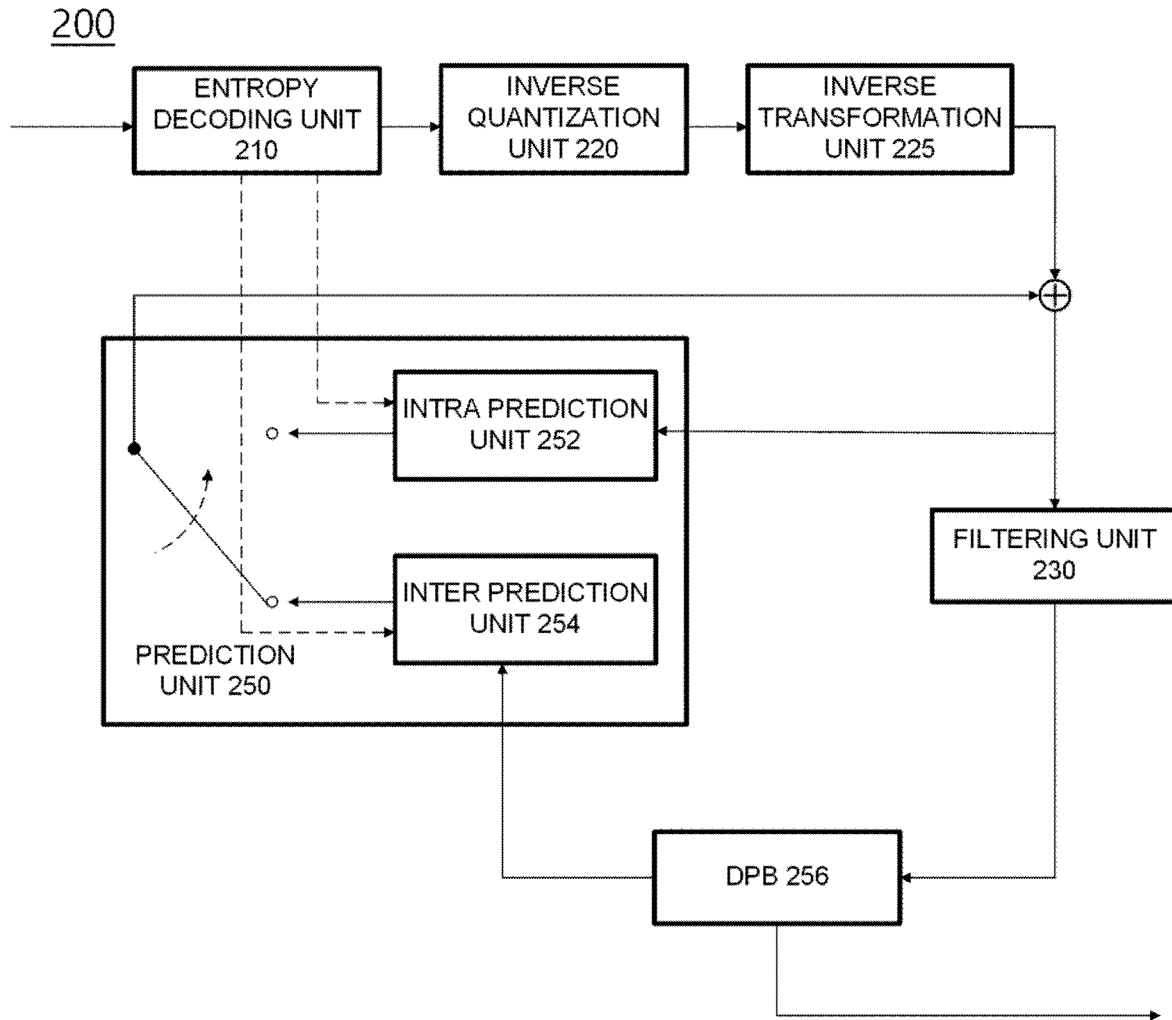 200
ENTROPY
DECODING UNIT
210
INVERSE
QUANTIZATION
UNIT 220
INVERSE
TRANSFORMATION
UNIT 225
INTRA PREDICTION
UNIT 252
INTER PREDICTION
UNIT 254
PREDICTION
UNIT 250
FILTERING UNIT
230
DPB 256